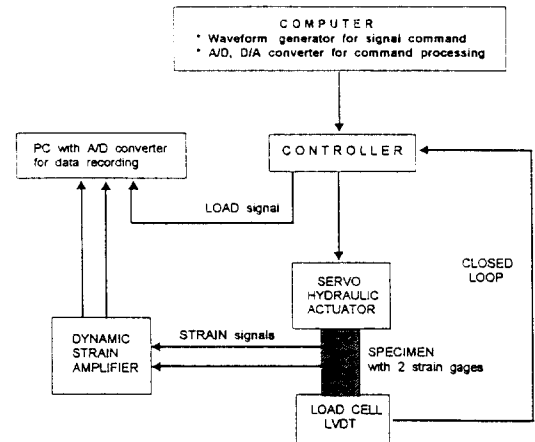 COMPUTER
* Waveform generator for signal command
* A/D, D/A converter for command processing
PC with A/D converter
for data recording
CONTROLLER
LOAD signal
CLOSED
LOOP
SERVO
HYDRAULIC
ACTUATOR
STRAIN signals
DYNAMIC
STRAIN
AMPLIFIER
SPECIMEN
with 2 strain gages
LOAD CELL
LVDT